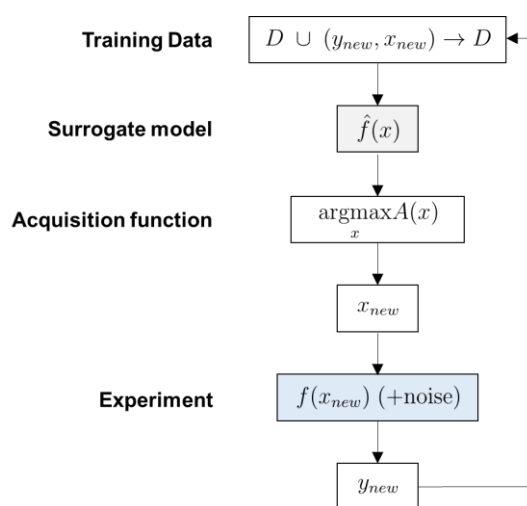 Training Data
D ∪ (y_new, x_new) → D
Surrogate model
f̂(x)
Acquisition function
argmax A(x)
x
x_new
Experiment
f(x_new) (+noise)
y_new